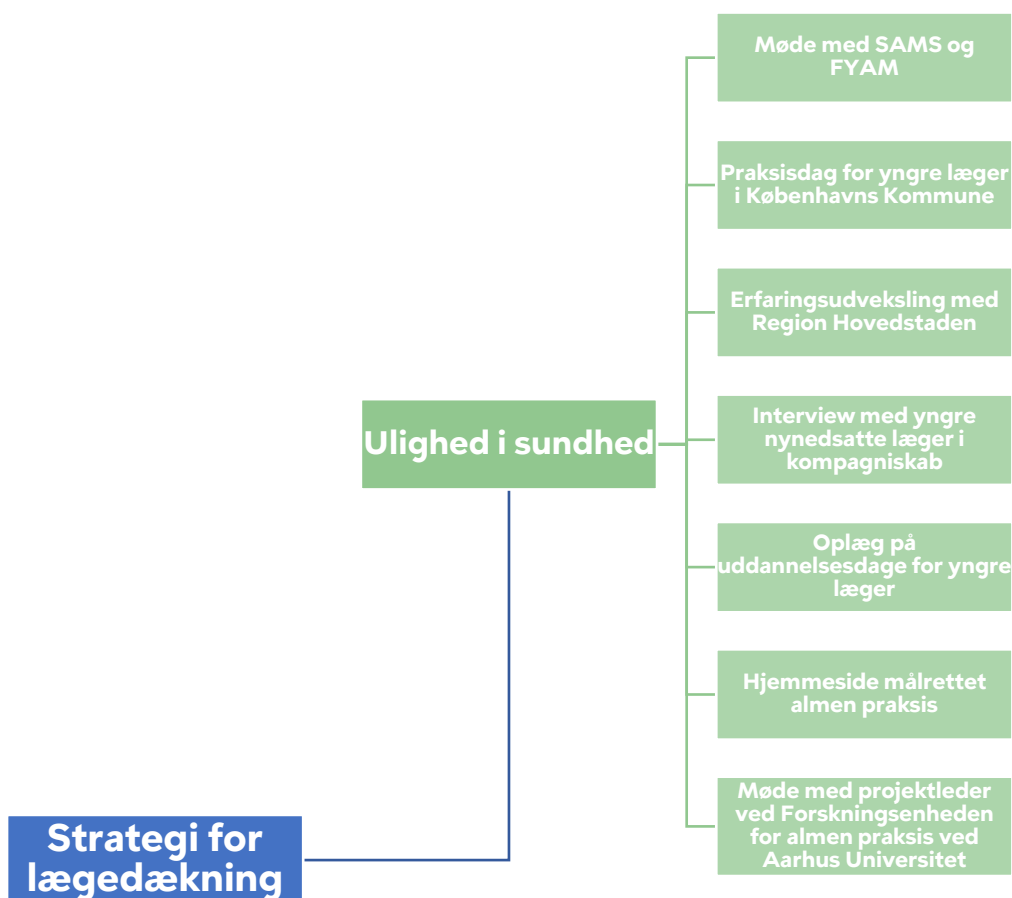 Møde med SAMS og
FYAM
Praksisdag for yngre læger
i Københavns Kommune
Erfaringsudveksling med
Region Hovedstaden
Ulighed i sundhed
Interview med yngre
nynedsatte læger i
kompagniskab
Oplæg på
uddannelsesdage for yngre
læger
Hjemmeside målrettet
almen praksis
Møde med projektleder
ved Forskningsenheden
for almen praksis ved
Aarhus Universitet
Strategi for
lægedækning